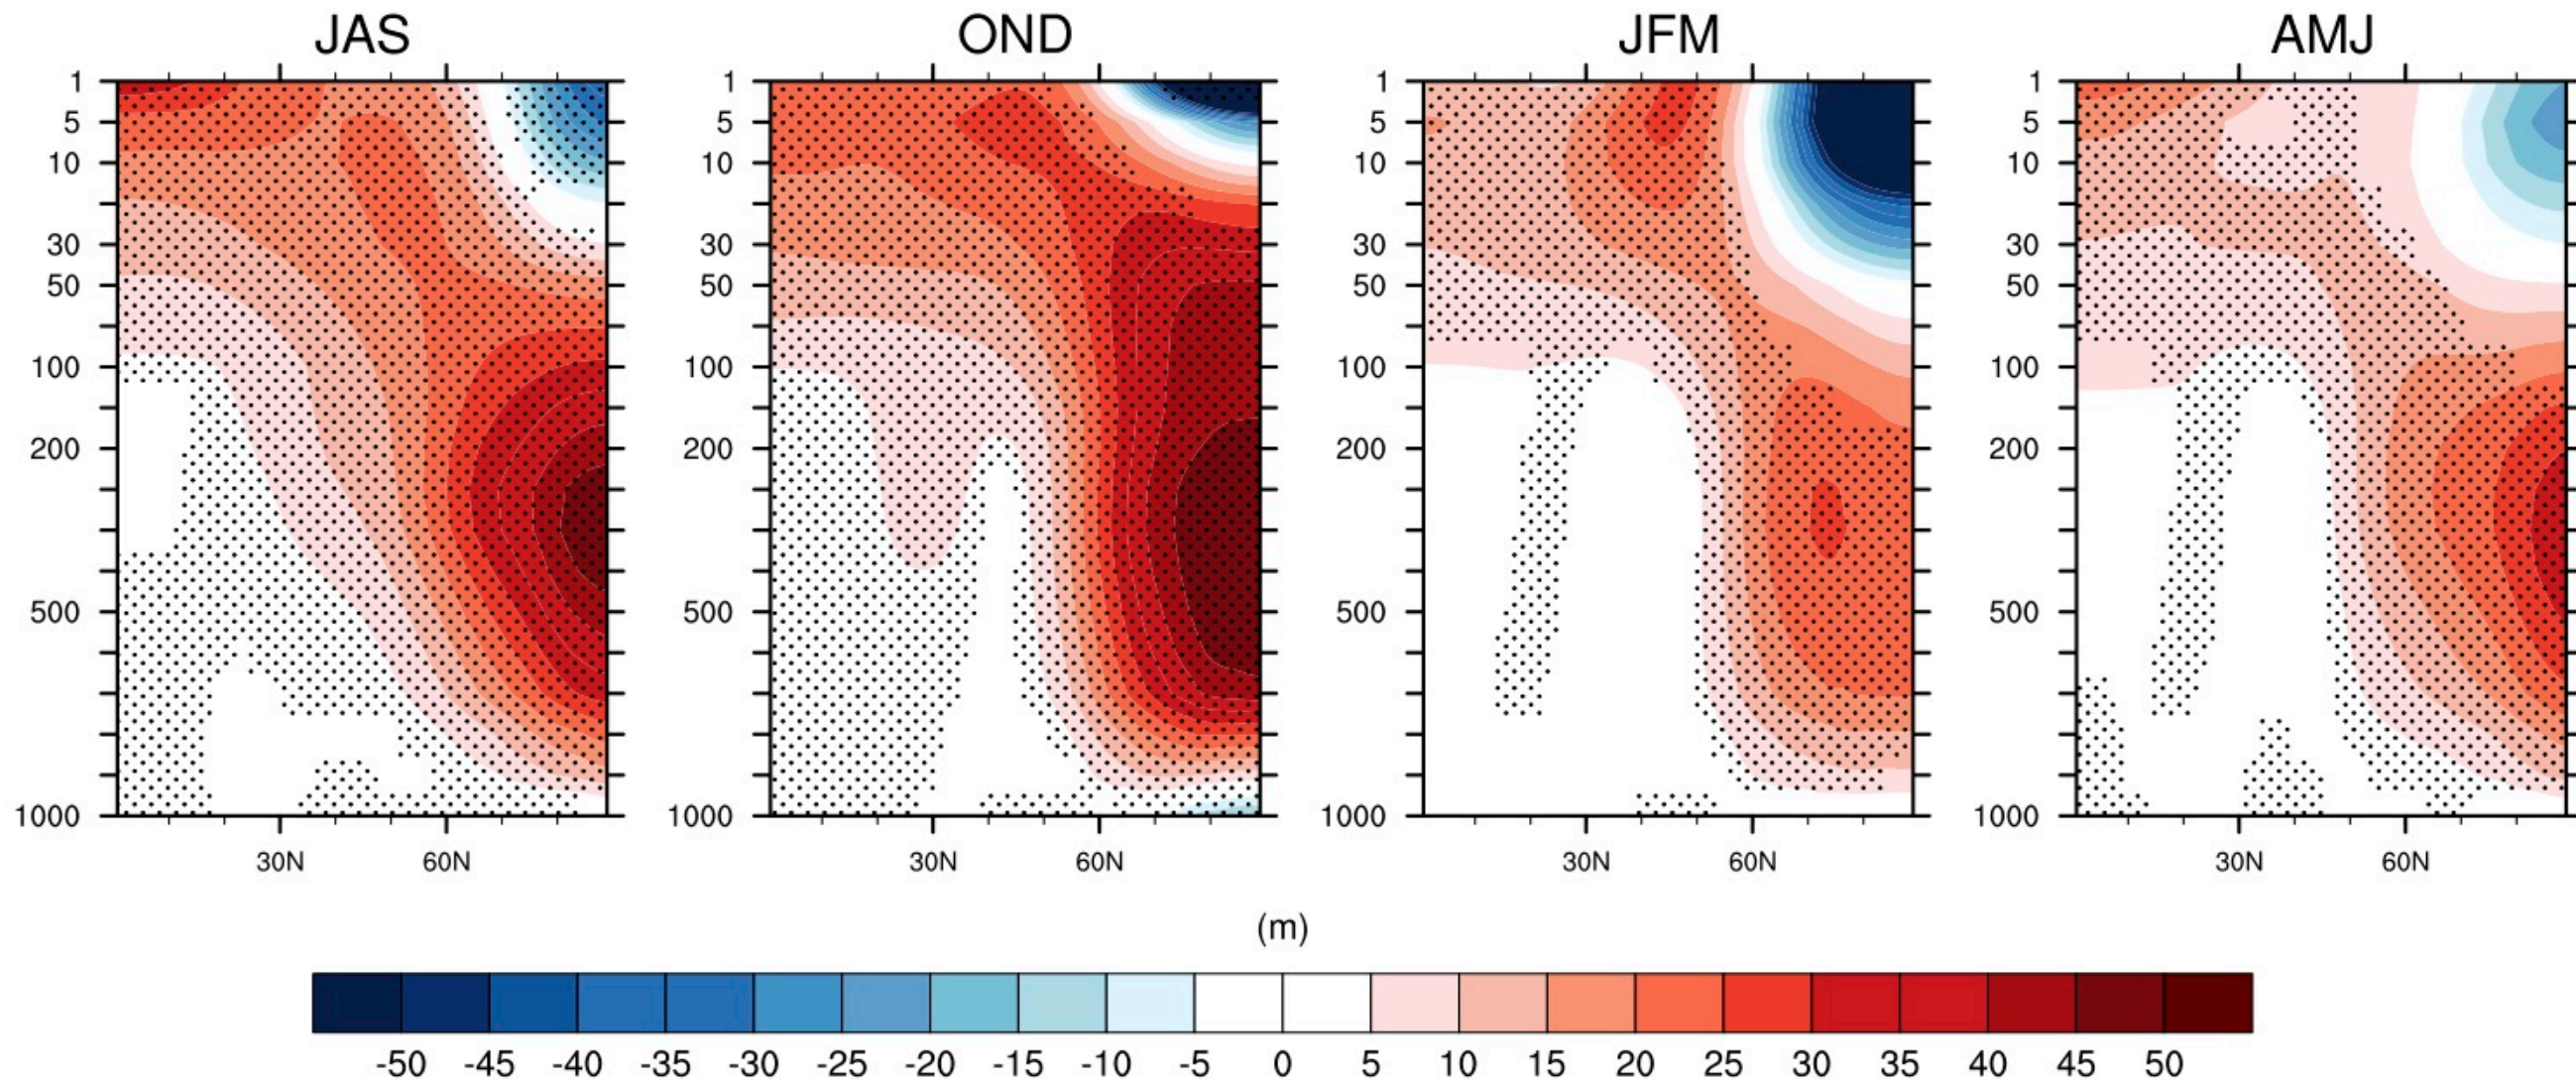 JAS OND JFM AMJ
1 1 1 1
5 5 5 5
10 10 10 10
30 30 30 30
50 50 50 50
100 100 100 100
200 200 200 200
500 500 500 500
1000 1000 1000 1000
30N 60N 30N 60N 30N 60N 30N 60N
(m)
-50 -45 -40 -35 -30 -25 -20 -15 -10 -5 0 5 10 15 20 25 30 35 40 45 50